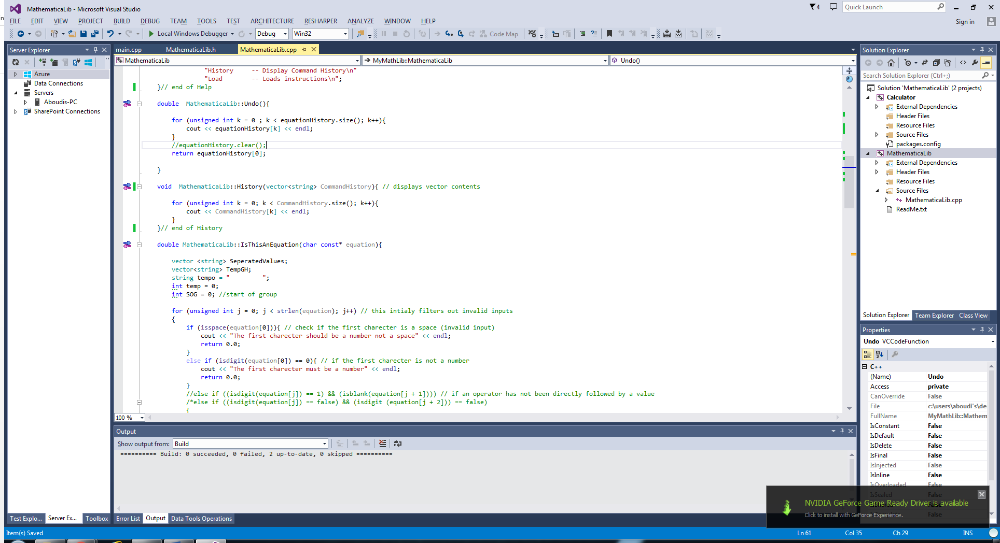 MathematicaLib - Microsoft Visual Studio
4
Quick Launch
FILE EDIT VIEW PROJECT BUILD DEBUG TEAM TOOLS TEST ARCHITECTURE RESHARPER ANALYZE WINDOW HELP
Sign in
Local Windows Debugger Debug Win32 Code Map
Server Explorer
Azure
Data Connections
Servers
Aboudis-PC
SharePoint Connections
main.cpp MathematicaLib.h MathematicaLib.cpp
MathematicaLib MyMathLib::MathematicaLib Undo()
"History     -- Display Command History\n"
"Load        -- Loads instructions\n";
}// end of Help
double  MathematicaLib::Undo(){
for (unsigned int k = 0 ; k < equationHistory.size(); k++){
cout << equationHistory[k] << endl;
}
//equationHistory.clear();
return equationHistory[0];
}
void  MathematicaLib::History(vector<string> CommandHistory){ // displays vector contents
for (unsigned int k = 0; k < CommandHistory.size(); k++){
cout << CommandHistory[k] << endl;
}
}// end of History
double MathematicaLib::IsThisAnEquation(char const* equation){
vector <string> SeperatedValues;
vector<string> TempGH;
string tempo = "         ";
int temp = 0;
int SOG = 0; //start of group
for (unsigned int j = 0; j < strlen(equation); j++) // this intialy filters out invalid inputs
{
if (isspace(equation[0])){ // check if the first charecter is a space (invalid input)
cout << "The first charecter should be a number not a space" << endl;
return 0.0;
}
else if (isdigit(equation[0]) == 0){ // if the first charecter is not a number
cout << "The first charecter must be a number" << endl;
return 0.0;
}
//else if ((isdigit(equation[j]) == 1) && (isblank(equation[j + 1]))) // if an operator has not been directly followed by a value
/*else if ((isdigit(equation[j]) == false) && (isdigit (equation[j + 2])) == false)
{
100 %
Output
Show output from: Build
========== Build: 0 succeeded, 0 failed, 2 up-to-date, 0 skipped ==========
Test Explo... Server Ex... Toolbox
Error List Output Data Tools Operations
Solution Explorer
Search Solution Explorer (Ctrl+;)
Solution 'MathematicaLib' (2 projects)
Calculator
External Dependencies
Header Files
Resource Files
Source Files
packages.config
MathematicaLib
External Dependencies
Header Files
Resource Files
Source Files
MathematicaLib.cpp
ReadMe.txt
Solution Explorer Team Explorer Class View
Properties
Undo VCCodeFunction
C++
(Name) Undo
Access private
CanOverride False
File c:\users\aboudi's\de
FullName MyMathLib::Mathem
IsConstant False
IsDefault False
IsDelete False
IsFinal False
IsInjected False
IsInline False
IsOverloaded False
IsSealed False
NVIDIA GeForce Game Ready Driver is available
Click to install with GeForce Experience.
False
Item(s) Saved
Ln 61 Col 35 Ch 29 INS